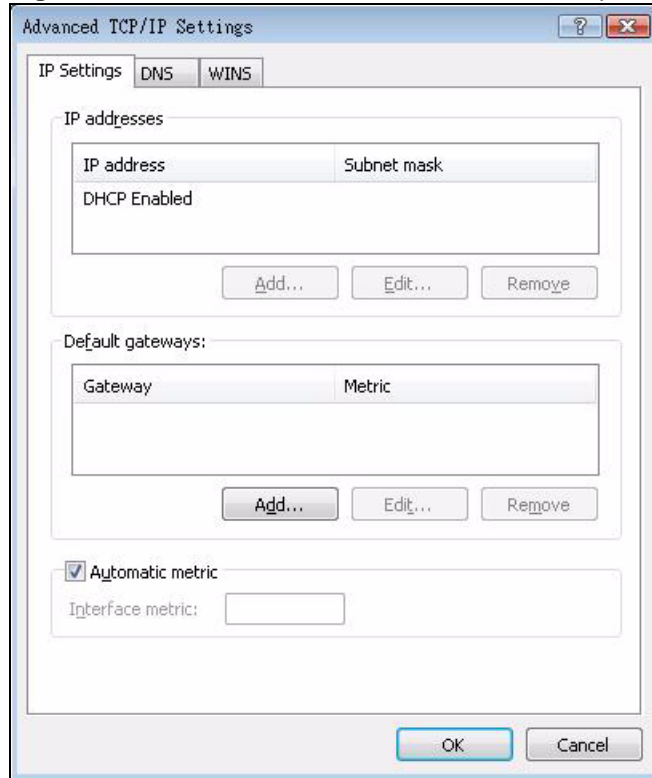 Advanced TCP/IP Settings
IP Settings DNS WINS
IP addresses
IP address Subnet mask
DHCP Enabled
Add... Edit... Remove
Default gateways:
Gateway Metric
Add... Edit... Remove
Automatic metric
Interface metric:
OK Cancel